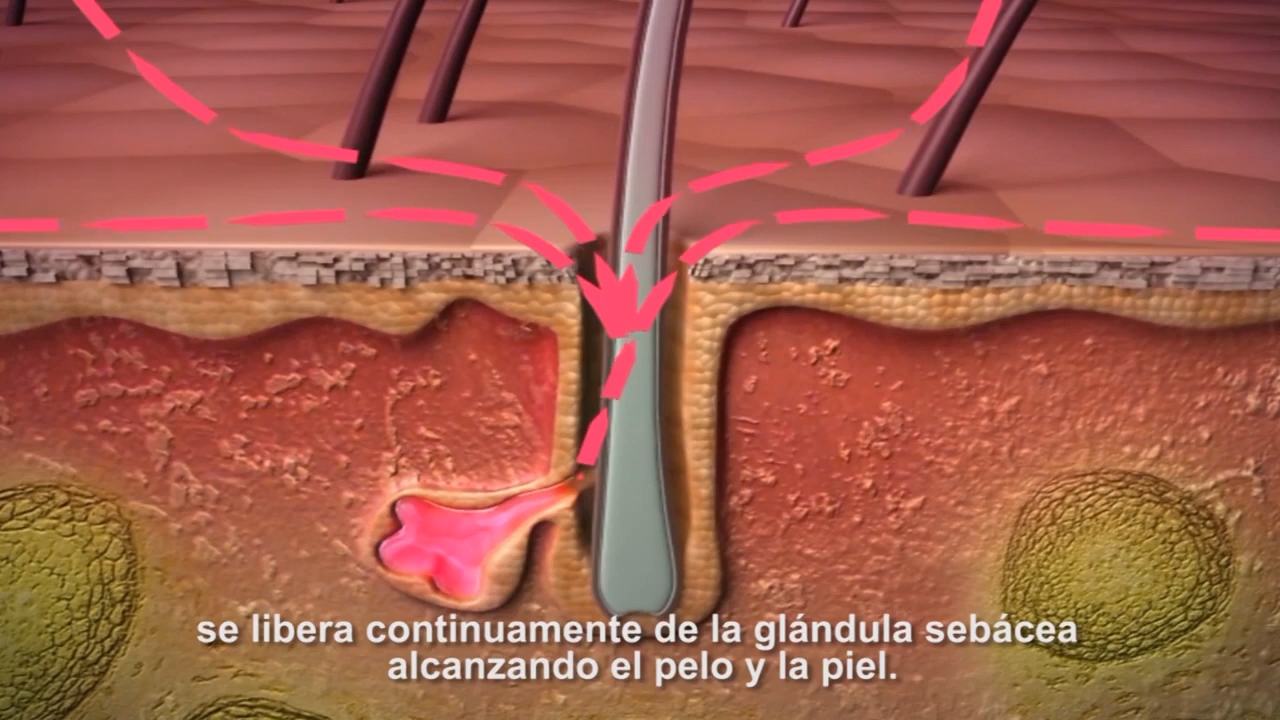 se libera continuamente de la glándula sebácea
alcanzando el pelo y la piel.